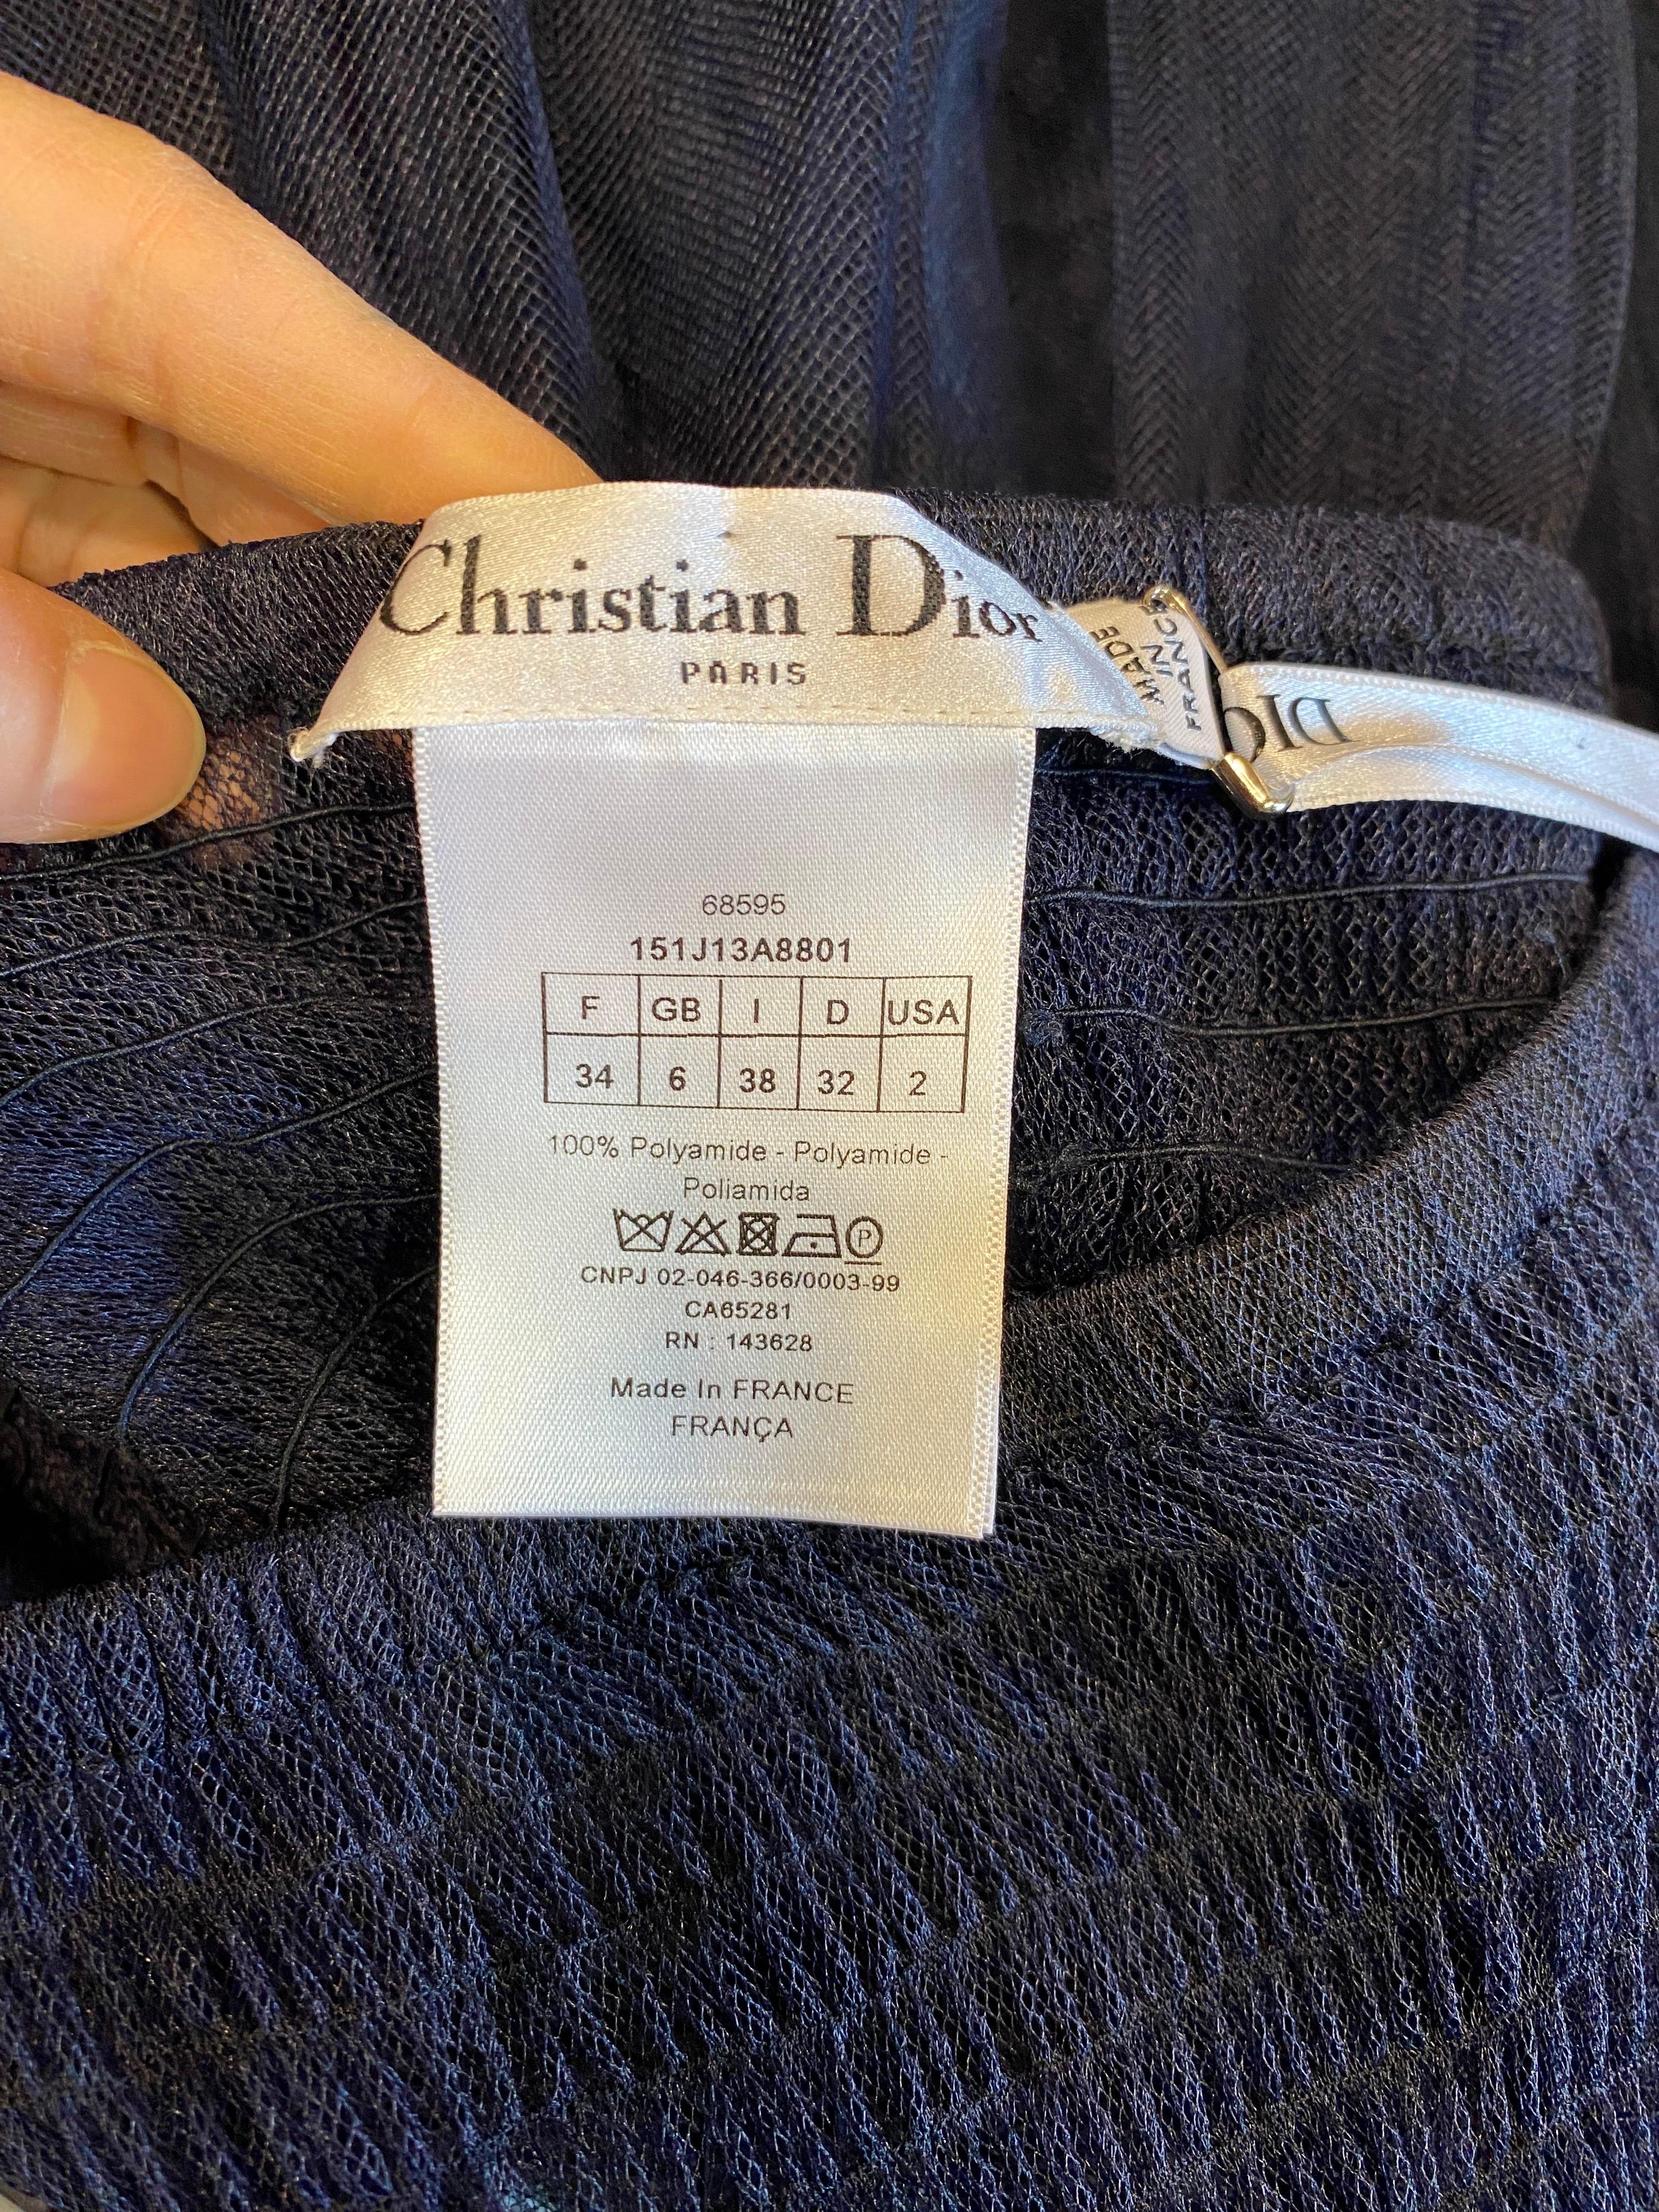 Christian Dior
PARIS
MADE
IN
FRANCE
Dior
68595
151J13A8801
F GB I D USA
34 6 38 32 2
100% Polyamide - Polyamide -
Poliamida
P
CNPJ 02-046-366/0003-99
CA65281
RN : 143628
Made In FRANCE
FRANÇA